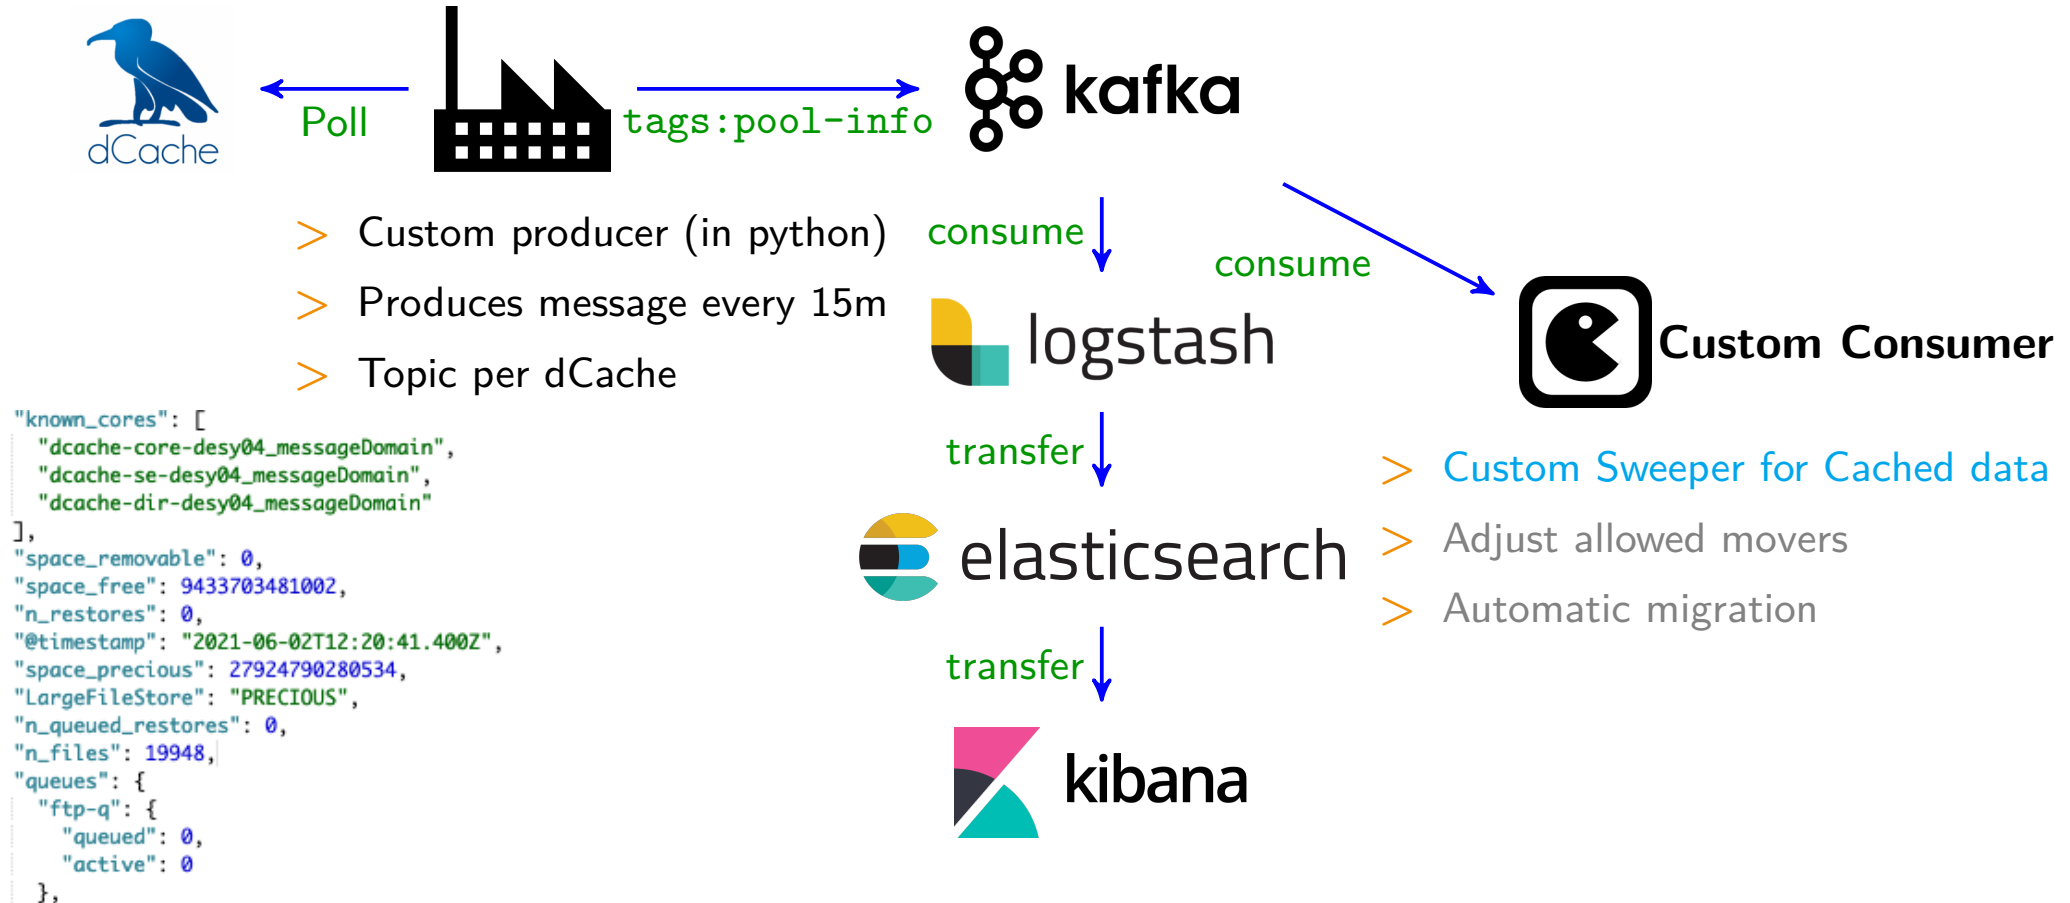 dCache
Poll
tags:pool-info
kafka
> Custom producer (in python)
> Produces message every 15m
> Topic per dCache
consume
consume
logstash
Custom Consumer
transfer
elasticsearch
> Custom Sweeper for Cached data
> Adjust allowed movers
> Automatic migration
transfer
kibana
"known_cores": [
"dcache-core-desy04_messageDomain",
"dcache-se-desy04_messageDomain",
"dcache-dir-desy04_messageDomain"
],
"space_removable": 0,
"space_free": 9433703481002,
"n_restores": 0,
"@timestamp": "2021-06-02T12:20:41.400Z",
"space_precious": 27924790280534,
"LargeFileStore": "PRECIOUS",
"n_queued_restores": 0,
"n_files": 19948,
"queues": {
"ftp-q": {
"queued": 0,
"active": 0
},